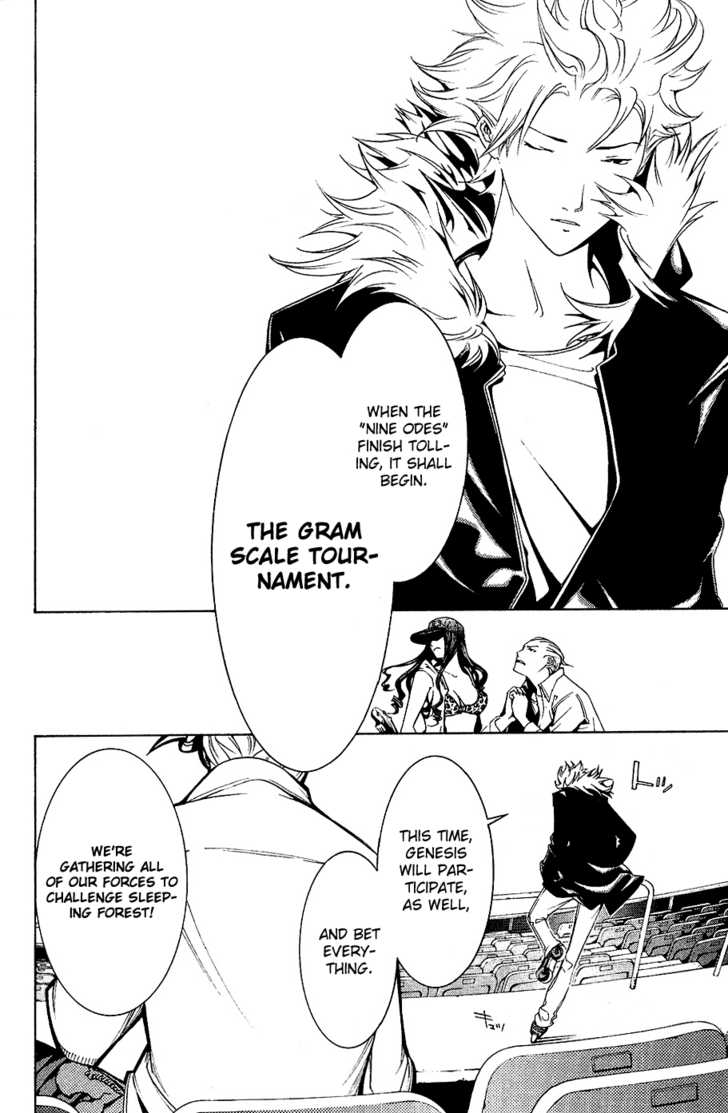 WHEN THE
"NINE ODES"
FINISH TOLL-
ING, IT SHALL
BEGIN.
THE GRAM
SCALE TOUR-
NAMENT.
トッ
THIS TIME,
GENESIS
WILL PAR-
TICIPATE,
AS WELL,
AND BET
EVERY-
THING.
WE'RE
GATHERING ALL
OF OUR FORCES TO
CHALLENGE SLEEP-
ING FOREST!